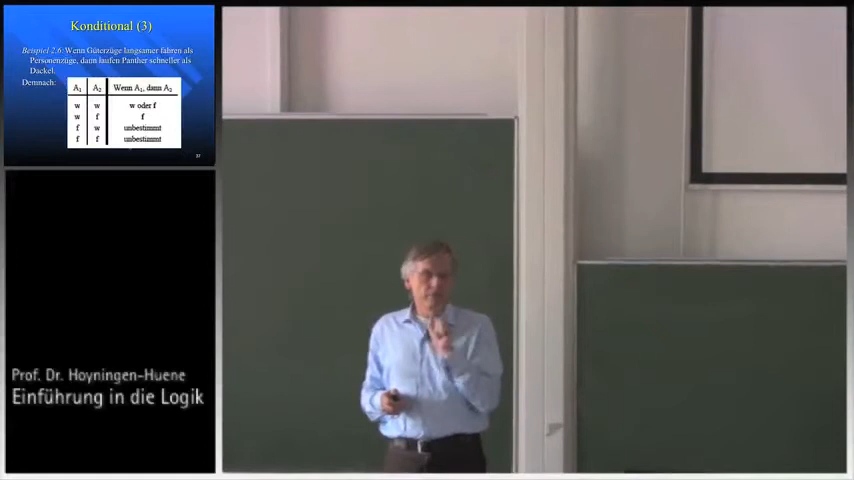 Konditional (3)
Beispiel 2.6: Wenn Güterzüge langsamer fahren als
Personenzüge, dann laufen Panther schneller als
Dackel.
Demnach:
A1 A2 Wenn A1, dann A2
w w w oder f
w f f
f w unbestimmt
f f unbestimmt
Prof. Dr. Hoyningen-Huene
Einführung in die Logik